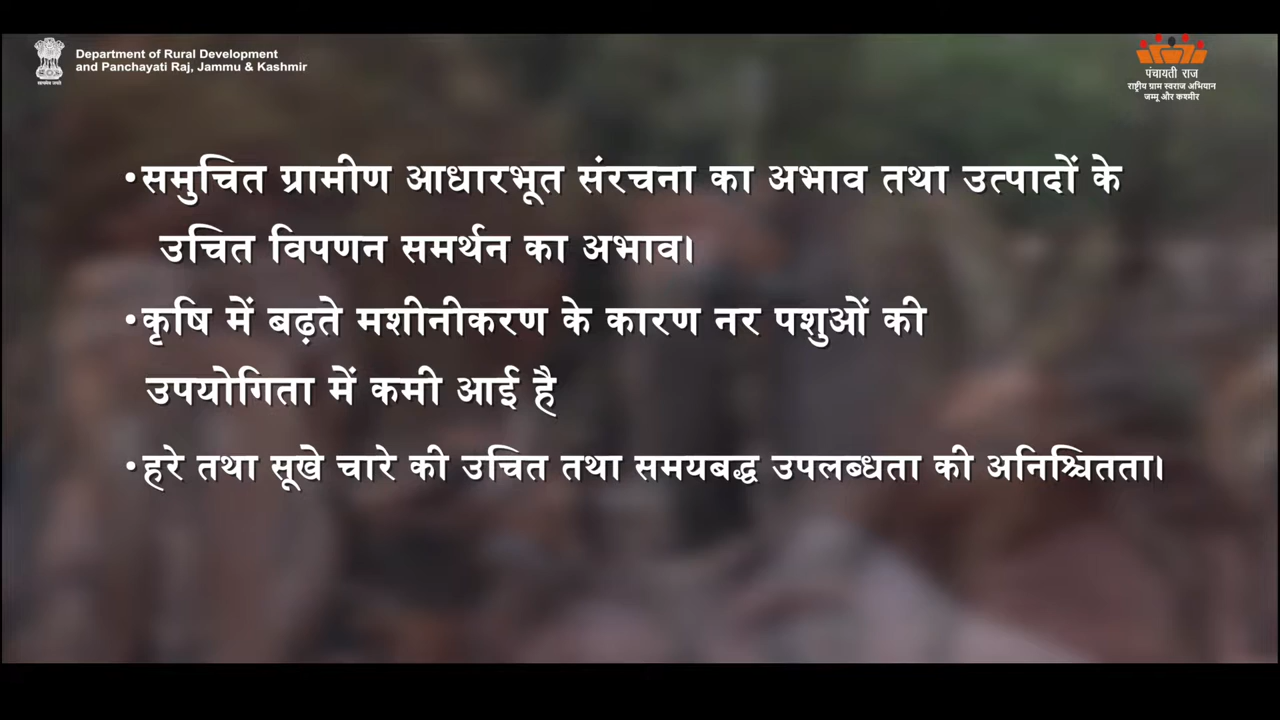 Department of Rural Development
and Panchayati Raj, Jammu & Kashmir
पंचायती राज
राष्ट्रीय ग्राम स्वराज अभियान
जम्मू और कश्मीर
•समुचित ग्रामीण आधारभूत संरचना का अभाव तथा उत्पादों के
उचित विपणन समर्थन का अभाव।
•कृषि में बढ़ते मशीनीकरण के कारण नर पशुओं की
उपयोगिता में कमी आई है
•हरे तथा सूखे चारे की उचित तथा समयबद्ध उपलब्धता की अनिश्चितता।